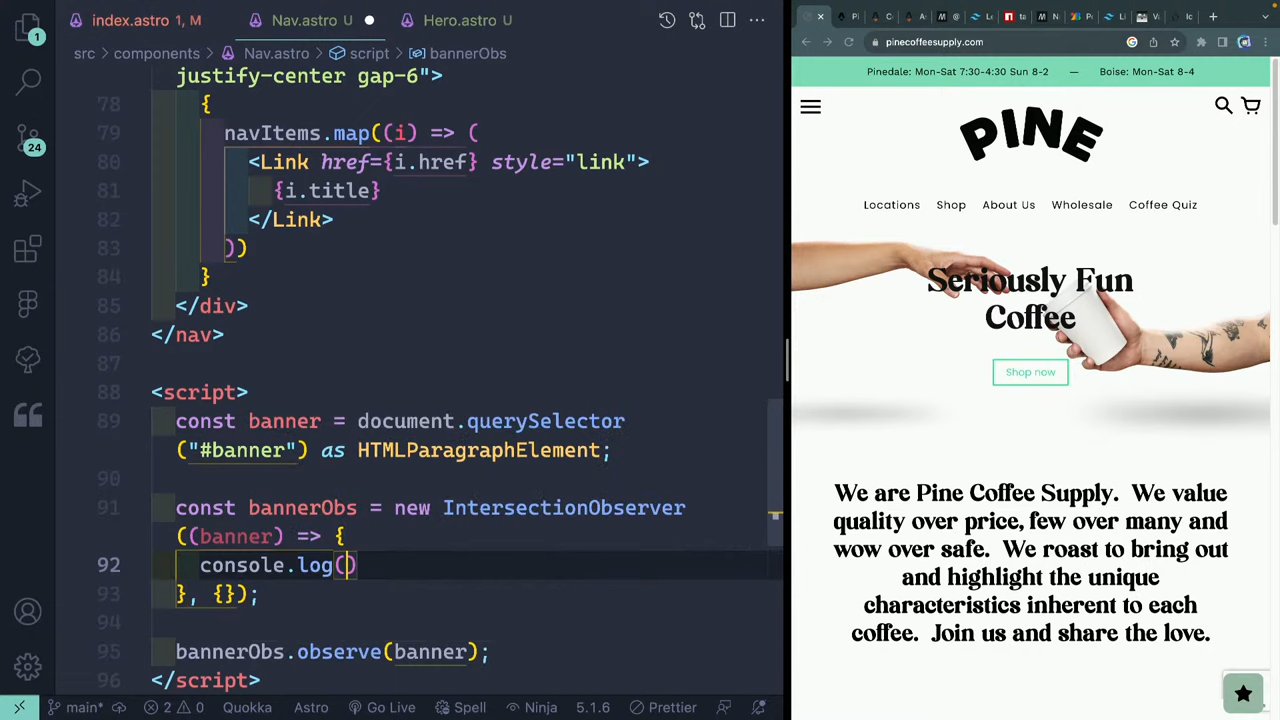 index.astro 1, M
Nav.astro U
Hero.astro U
src > components > Nav.astro > script > bannerObs
justify-center gap-6">
78 {
79 navItems.map((i) => (
80 <Link href={i.href} style="link">
81 {i.title}
82 </Link>
83 ))
84 }
85 </div>
86 </nav>
87
88 <script>
89 const banner = document.querySelector
("#banner") as HTMLParagraphElement;
90
91 const bannerObs = new IntersectionObserver
((banner) => {
92 console.log()
93 }, {});
94
95 bannerObs.observe(banner);
96 </script>
1
24
main*
2 0
Quokka
Astro
Go Live
Spell
Ninja
5.1.6
Prettier
pinecoffeesupply.com
Pinedale: Mon-Sat 7:30-4:30 Sun 8-2 — Boise: Mon-Sat 8-4
PINE
Locations Shop About Us Wholesale Coffee Quiz
Seriously Fun
Coffee
Shop now
We are Pine Coffee Supply. We value
quality over price, few over many and
wow over safe. We roast to bring out
and highlight the unique
characteristics inherent to each
coffee. Join us and share the love.